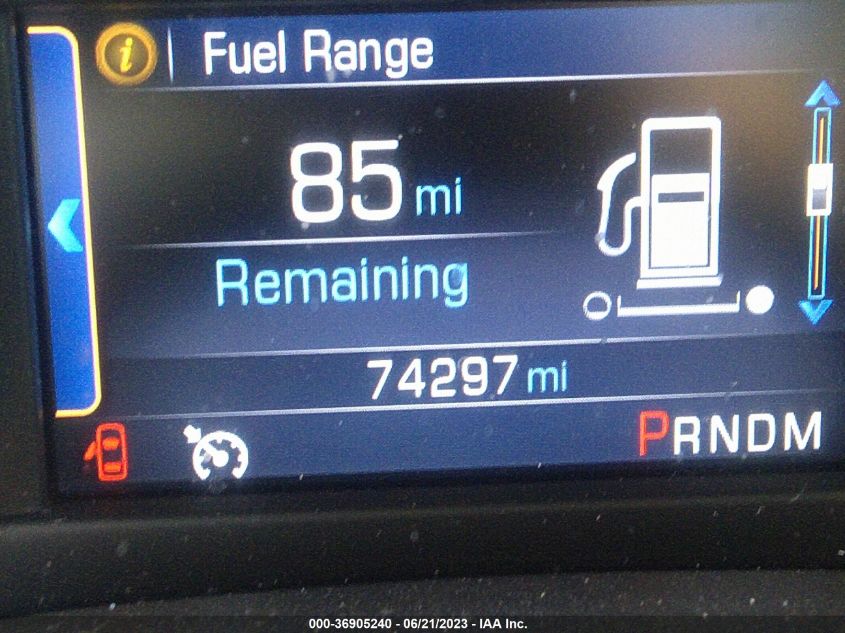 i Fuel Range
85 mi
Remaining
74297 mi
PRNDM
000-36905240 - 06/21/2023 - IAA Inc.